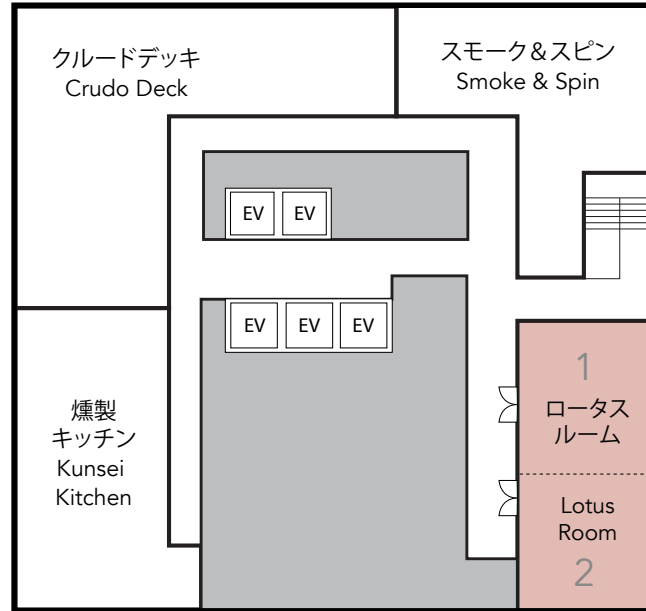 クルードデッキ
Crudo Deck
スモーク＆スピン
Smoke & Spin
EV EV
EV EV EV
燻製
キッチン
Kunsei
Kitchen
1
ロータス
ルーム
Lotus
Room
2